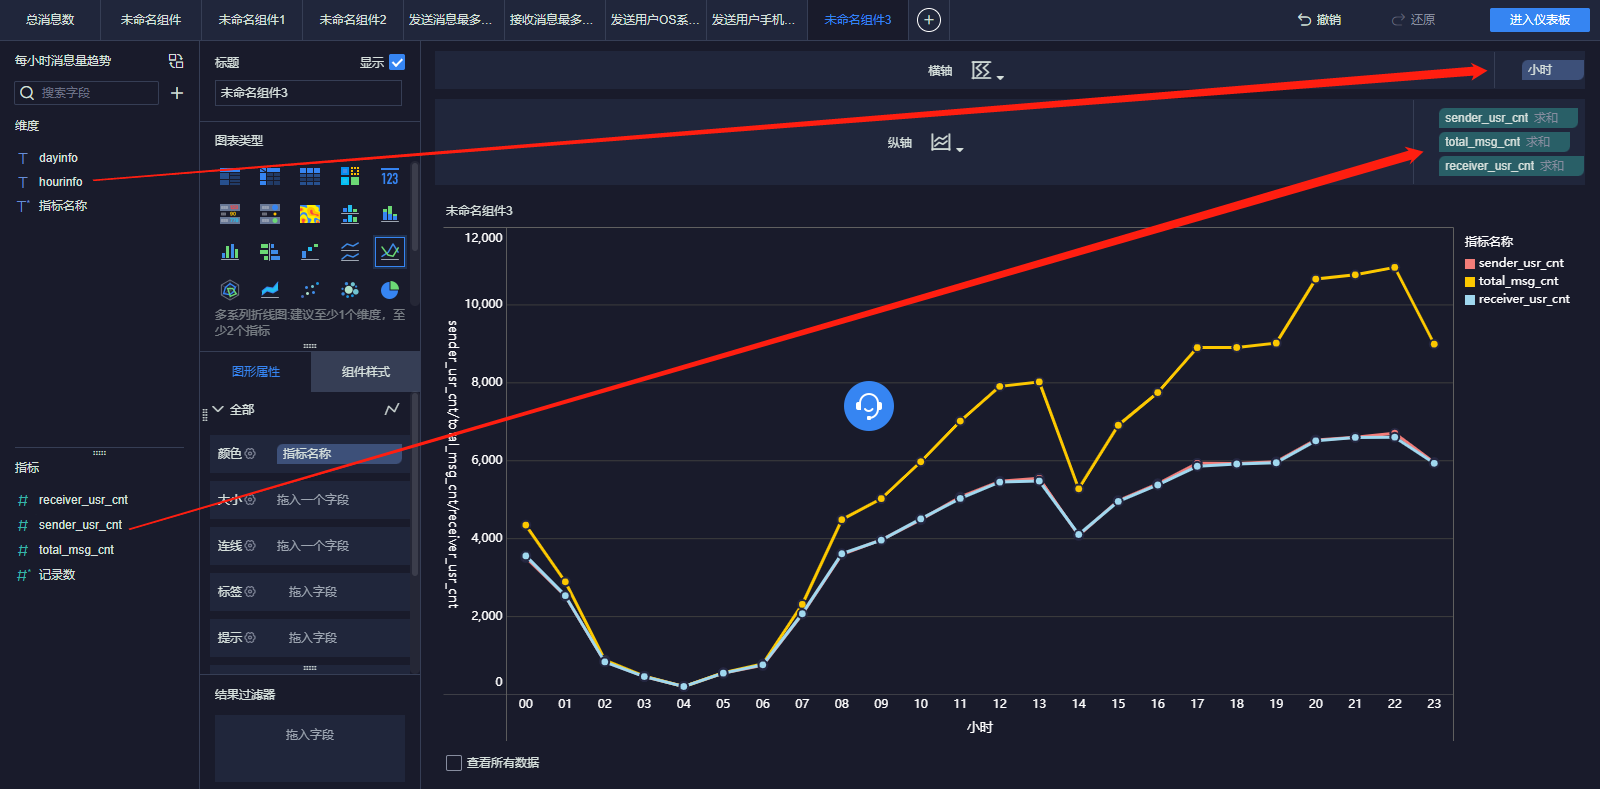 总消息数
未命名组件
未命名组件1
未命名组件2
发送消息最多...
接收消息最多...
发送用户OS系...
发送用户手机...
未命名组件3
撤销
还原
进入仪表板
每小时消息量趋势
搜索字段
维度
T dayinfo
T hourinfo
T* 指标名称
指标
# receiver_usr_cnt
# sender_usr_cnt
# total_msg_cnt
#* 记录数
标题
显示
未命名组件3
图表类型
123
多系列折线图:建议至少1个维度，至
少2个指标
图形属性
组件样式
全部
颜色
指标名称
大小
拖入一个字段
连线
拖入一个字段
标签
拖入字段
提示
拖入字段
结果过滤器
拖入字段
横轴
小时
纵轴
sender_usr_cnt 求和
total_msg_cnt 求和
receiver_usr_cnt 求和
未命名组件3
12,000
10,000
8,000
6,000
4,000
2,000
0
sender_usr_cnt/total_msg_cnt/receiver_usr_cnt
00 01 02 03 04 05 06 07 08 09 10 11 12 13 14 15 16 17 18 19 20 21 22 23
小时
指标名称
sender_usr_cnt
total_msg_cnt
receiver_usr_cnt
查看所有数据